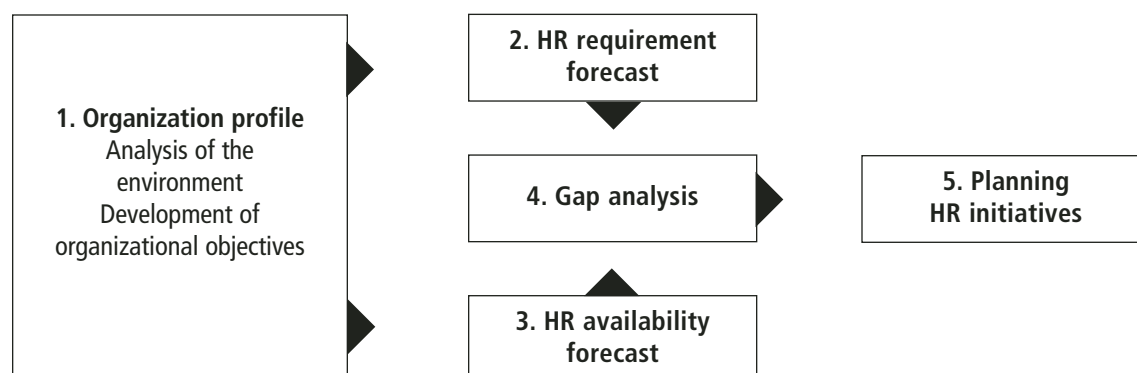 1. Organization profile
Analysis of the
environment
Development of
organizational objectives
2. HR requirement
forecast
3. HR availability
forecast
4. Gap analysis
5. Planning
HR initiatives